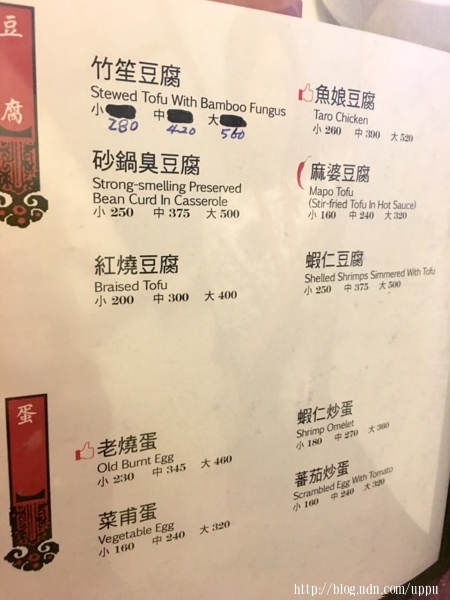 豆腐
竹笙豆腐
Stewed Tofu With Bamboo Fungus
小 中 大
280 420 560
砂鍋臭豆腐
Strong-smelling Preserved
Bean Curd In Casserole
小 250 中 375 大 500
紅燒豆腐
Braised Tofu
小 200 中 300 大 400
魚娘豆腐
Taro Chicken
小 260 中 390 大 520
麻婆豆腐
Mapo Tofu
(Stir-fried Tofu In Hot Sauce)
小 160 中 240 大 320
蝦仁豆腐
Shelled Shrimps Simmered With Tofu
小 250 中 375 大 500
蛋
老燒蛋
Old Burnt Egg
小 230 中 345 大 460
菜甫蛋
Vegetable Egg
小 160 中 240 大 320
蝦仁炒蛋
Shrimp Omelet
小 180 中 270 大 360
蕃茄炒蛋
Scrambled Egg With Tomato
小 160 中 240 大 320
http://blog.udn.com/uppu